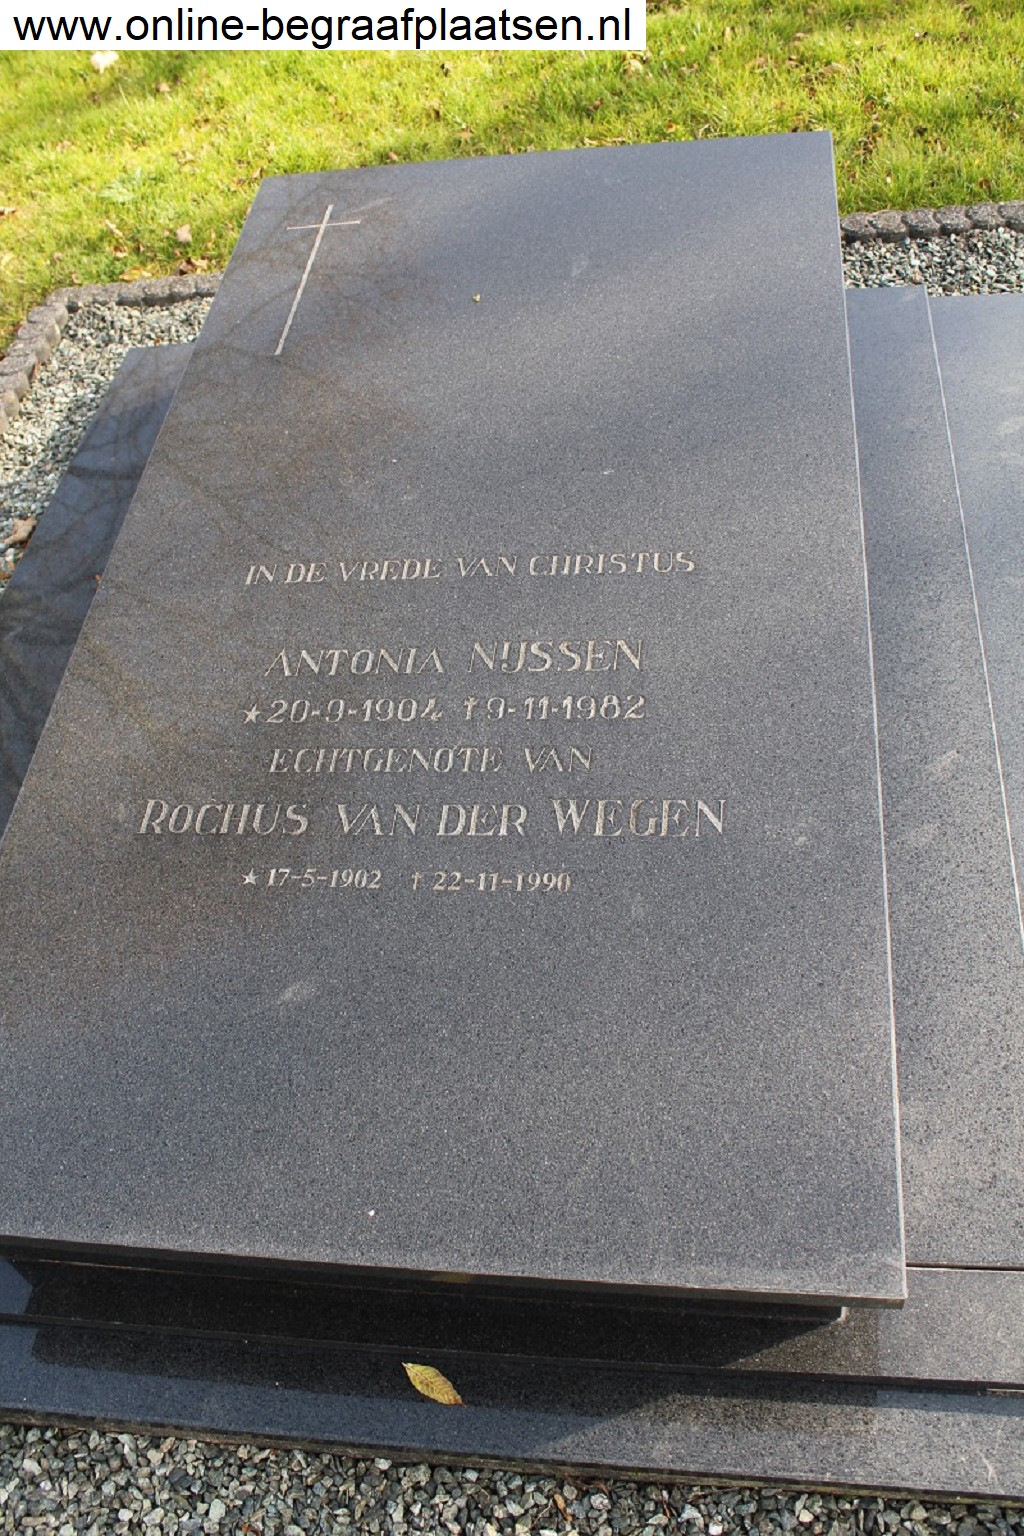 www.online-begraafplaatsen.nl
IN DE VREDE VAN CHRISTUS
ANTONIA NIJSSEN
★20-9-1904 †9-11-1982
ECHTGENOTE VAN
ROCHUS VAN DER WEGEN
★17-5-1902 †22-11-1990